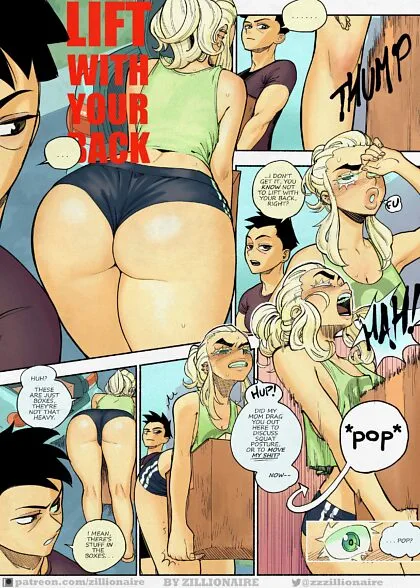 LIFT
WITH
YOUR
BACK
......
...
THUMP
...I DON'T
GET IT, YOU
KNOW NOT
TO LIFT WITH
YOUR BACK,
RIGHT?
FU
HAH!
HUH?
THESE
ARE JUST
BOXES,
THEY'RE
NOT THAT
HEAVY.
I MEAN,
THERE'S
STUFF IN
THE BOXES...
HUP!
DID MY
MOM DRAG
YOU OUT
HERE TO
DISCUSS
SQUAT
POSTURE,
OR TO MOVE
MY SHIT?
NOW--
*POP*
... POP?
patreon.com/zillionaire
BY ZILLIONAIRE
@zzzillionaire